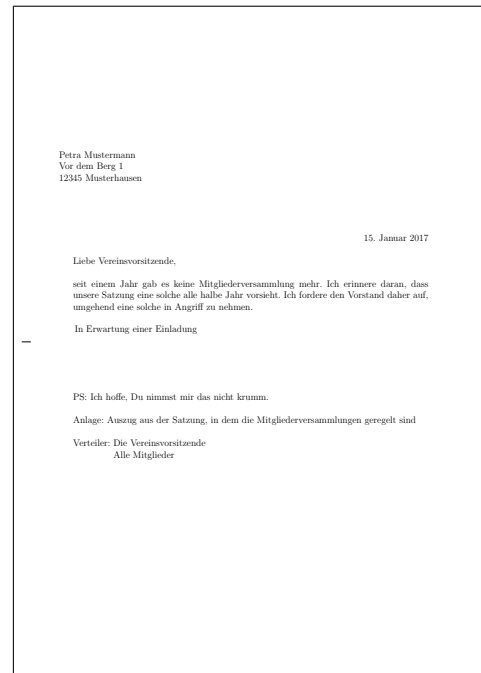 Petra Mustermann
Vor dem Berg 1
12345 Musterhausen
15. Januar 2017
Liebe Vereinsvorsitzende,
seit einem Jahr gab es keine Mitgliederversammlung mehr. Ich erinnere daran, dass
unsere Satzung eine solche alle halbe Jahr vorsieht. Ich fordere den Vorstand daher auf,
umgehend eine solche in Angriff zu nehmen.
In Erwartung einer Einladung
PS: Ich hoffe, Du nimmst mir das nicht krumm.
Anlage: Auszug aus der Satzung, in dem die Mitgliederversammlungen geregelt sind
Verteiler: Die Vereinsvorsitzende
Alle Mitglieder